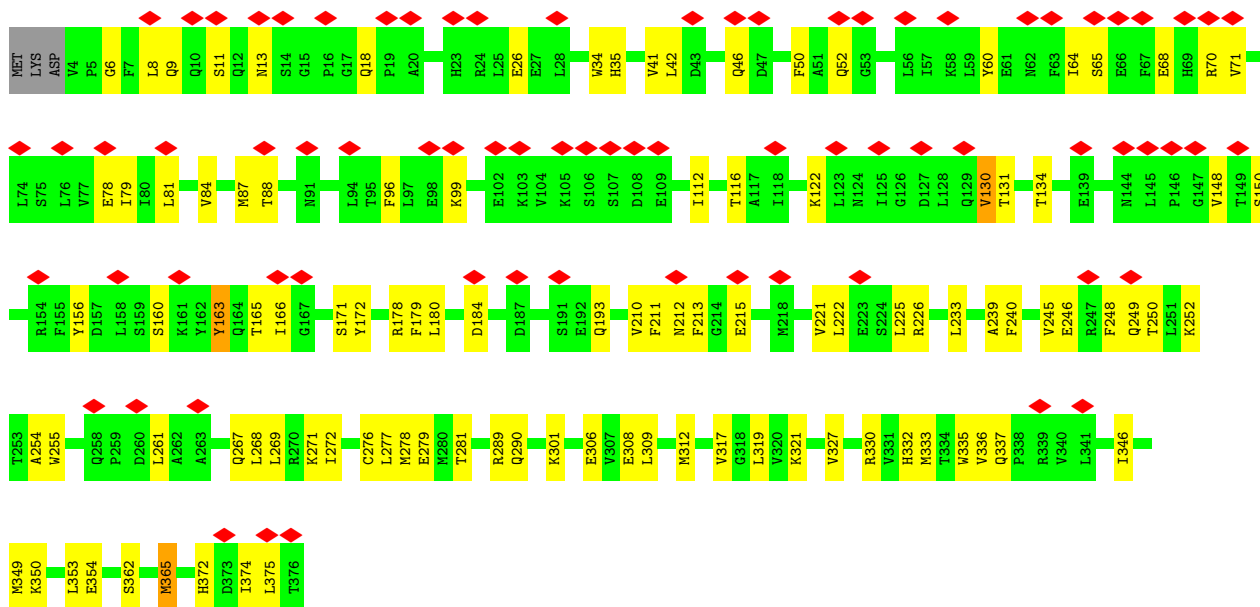 MET LYS ASP V4 P5 G6 F7 L8 Q9 Q10 S11 Q12 N13 S14 G15 P16 G17 Q18 P19 A20 H23 R24 L25 E26 E27 L28 W34 H35 V41 L42 D43 Q46 D47 F50 A51 Q52 G53 L56 I57 K58 L59 Y60 E61 N62 F63 I64 S65 E66 F67 E68 H69 R70 V71
L74 S75 L76 V77 E78 I79 I80 L81 V84 M87 T88 N91 L94 T95 F96 L97 E98 K99 E102 K103 V104 K105 S106 S107 D108 E109 I112 T116 A117 I118 K122 L123 N124 I125 G126 D127 L128 Q129 V130 T131 T134 E139 N144 L145 P146 G147 V148 T149 S150
R154 F155 Y156 D157 L158 S159 S160 K161 Y162 Y163 Q164 T165 I166 G167 S171 Y172 R178 F179 L180 D184 D187 S191 E192 Q193 V210 F211 N212 F213 G214 E215 M218 V221 L222 E223 S224 L225 R226 L233 A239 F240 V245 E246 R247 F248 Q249 T250 L251 K252
T253 A254 W255 Q258 P259 D260 L261 A262 A263 Q267 L268 L269 R270 K271 I272 C276 L277 M278 E279 M280 T281 R289 Q290 K301 E306 V307 E308 L309 M312 V317 G318 L319 V320 K321 V327 R330 V331 H332 M333 T334 W335 V336 Q337 P338 R339 V340 L341 I346
M349 K350 L353 E354 S362 M365 H372 D373 I374 L375 T376